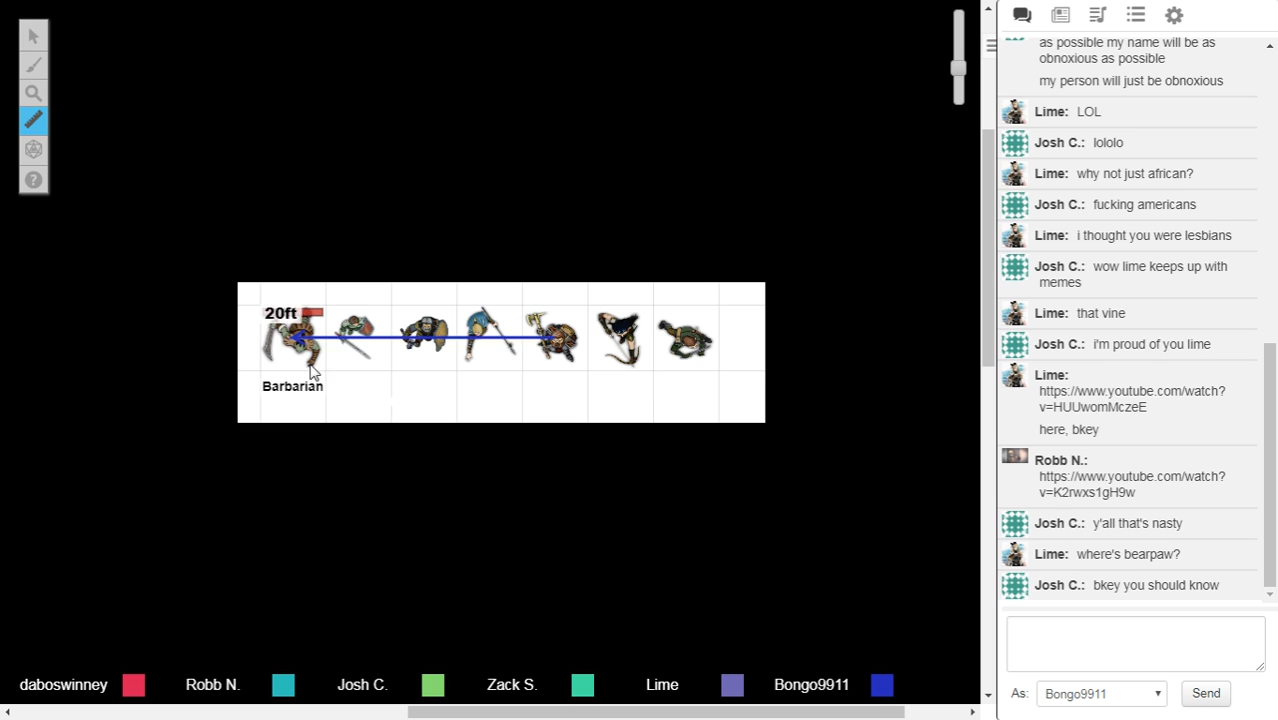 as possible my name will be as
obnoxious as possible
my person will just be obnoxious
Lime: LOL
Josh C.: lololo
Lime: why not just african?
Josh C.: fucking americans
Lime: i thought you were lesbians
Josh C.: wow lime keeps up with
memes
Lime: that vine
Josh C.: i'm proud of you lime
Lime:
https://www.youtube.com/watch?
v=HUUwomMczeE
here, bkey
Robb N.:
https://www.youtube.com/watch?
v=K2rwxs1gH9w
Josh C.: y'all that's nasty
Lime: where's bearpaw?
Josh C.: bkey you should know
As: Bongo9911 Send
20ft
Barbarian
daboswinney Robb N. Josh C. Zack S. Lime Bongo9911